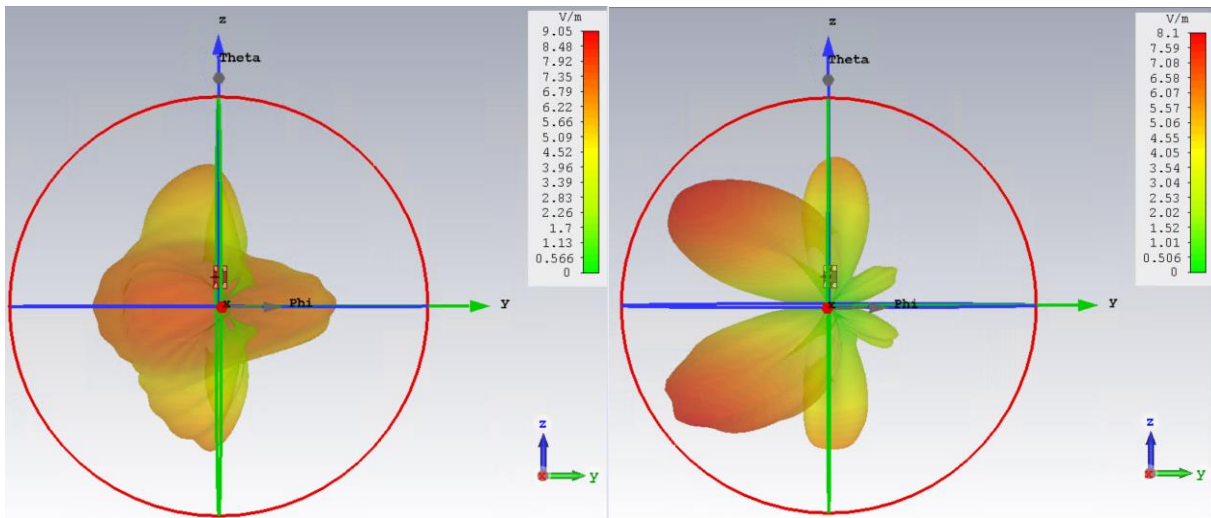 z
Theta
x
Phi
Y
V/m
9.05
8.48
7.92
7.35
6.79
6.22
5.66
5.09
4.52
3.96
3.39
2.83
2.26
1.7
1.13
0.566
0
z
y
z
Theta
x
Phi
Y
V/m
8.1
7.59
7.08
6.58
6.07
5.57
5.06
4.55
4.05
3.54
3.04
2.53
2.02
1.52
1.01
0.506
0
z
y